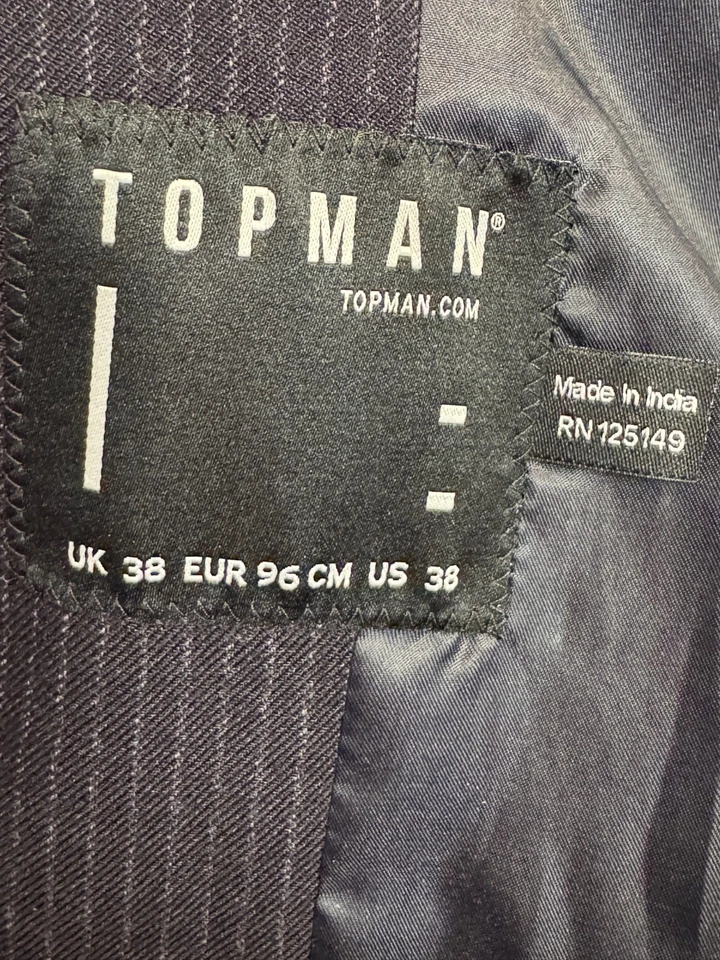 TOPMAN®
TOPMAN.COM
UK 38 EUR 96 CM US 38
Made In India
RN 125149